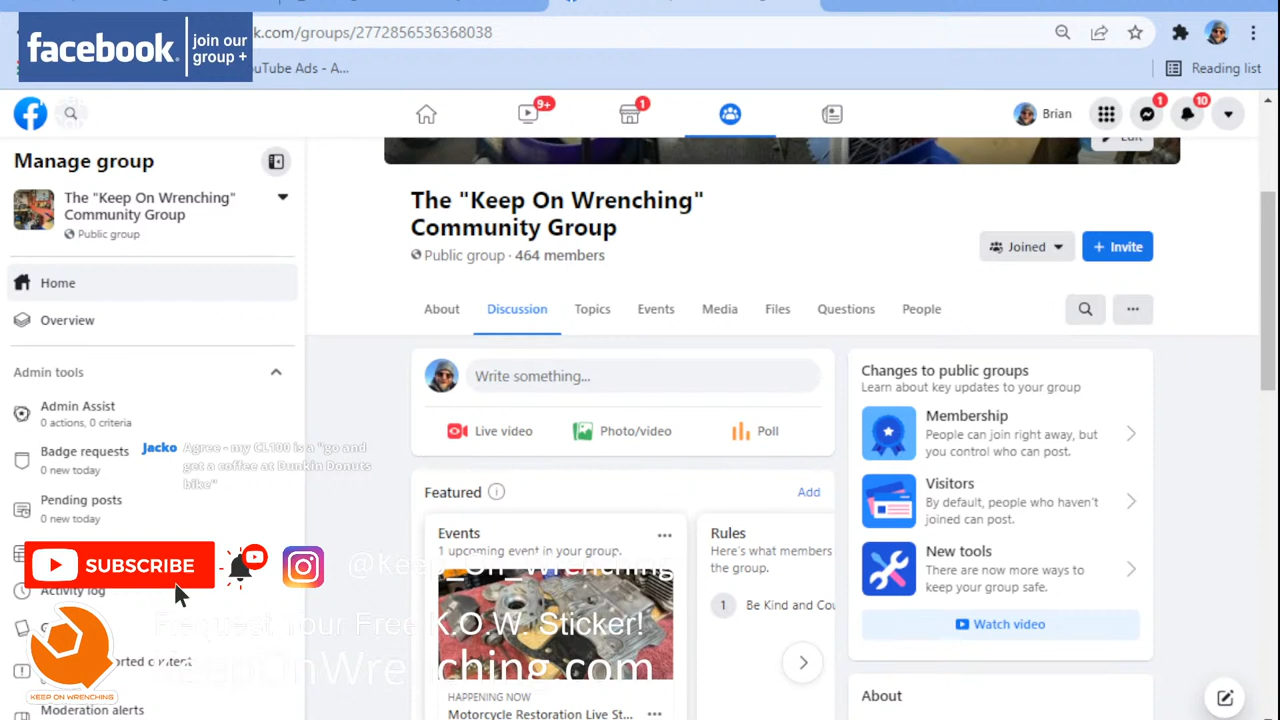 facebook. join our
group +
k.com/groups/2772856536368038
uTube Ads - A...
Reading list
9+
1
Brian
1
10
Manage group
The "Keep On Wrenching"
Community Group
Public group
Home
Overview
Admin tools
Admin Assist
0 actions, 0 criteria
Badge requests
0 new today
Pending posts
0 new today
Activity log
orted content
Moderation alerts
Jacko Agree - my CL100 is a "go and
get a coffee at Dunkin Donuts
bike"
SUBSCRIBE
@Keep_On_Wrenching
Request Your Free K.O.W. Sticker!
KeepOnWrenching.com
KEEP ON WRENCHING
Edit
The "Keep On Wrenching"
Community Group
Public group · 464 members
Joined
+ Invite
About
Discussion
Topics
Events
Media
Files
Questions
People
Write something...
Live video
Photo/video
Poll
Featured
Add
Events
1 upcoming event in your group.
HAPPENING NOW
Motorcycle Restoration Live St...
Rules
Here's what members
the group.
1 Be Kind and Cou
Changes to public groups
Learn about key updates to your group
Membership
People can join right away, but
you control who can post.
Visitors
By default, people who haven't
joined can post.
New tools
There are now more ways to
keep your group safe.
Watch video
About